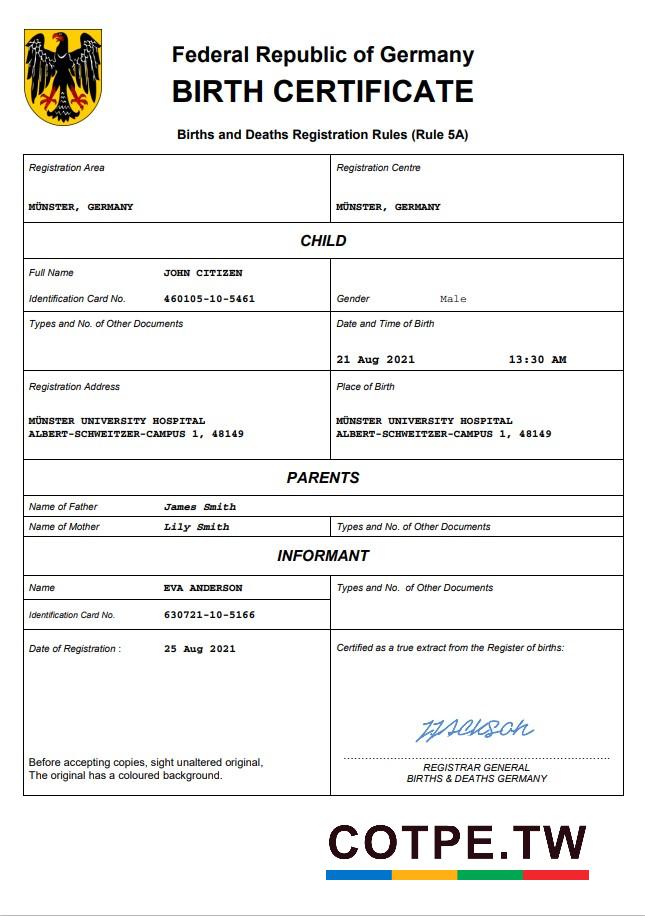 Federal Republic of Germany
BIRTH CERTIFICATE
Births and Deaths Registration Rules (Rule 5A)
Registration Area
Registration Centre
MÜNSTER, GERMANY
MÜNSTER, GERMANY
CHILD
Full Name JOHN CITIZEN
Identification Card No. 460105-10-5461
Gender Male
Types and No. of Other Documents
Date and Time of Birth
21 Aug 2021 13:30 AM
Registration Address
MÜNSTER UNIVERSITY HOSPITAL
ALBERT-SCHWEITZER-CAMPUS 1, 48149
Place of Birth
MÜNSTER UNIVERSITY HOSPITAL
ALBERT-SCHWEITZER-CAMPUS 1, 48149
PARENTS
Name of Father James Smith
Name of Mother Lily Smith
Types and No. of Other Documents
INFORMANT
Name EVA ANDERSON
Types and No. of Other Documents
Identification Card No. 630721-10-5166
Date of Registration : 25 Aug 2021
Before accepting copies, sight unaltered original,
The original has a coloured background.
Certified as a true extract from the Register of births:
REGISTRAR GENERAL
BIRTHS & DEATHS GERMANY
COTPE.TW